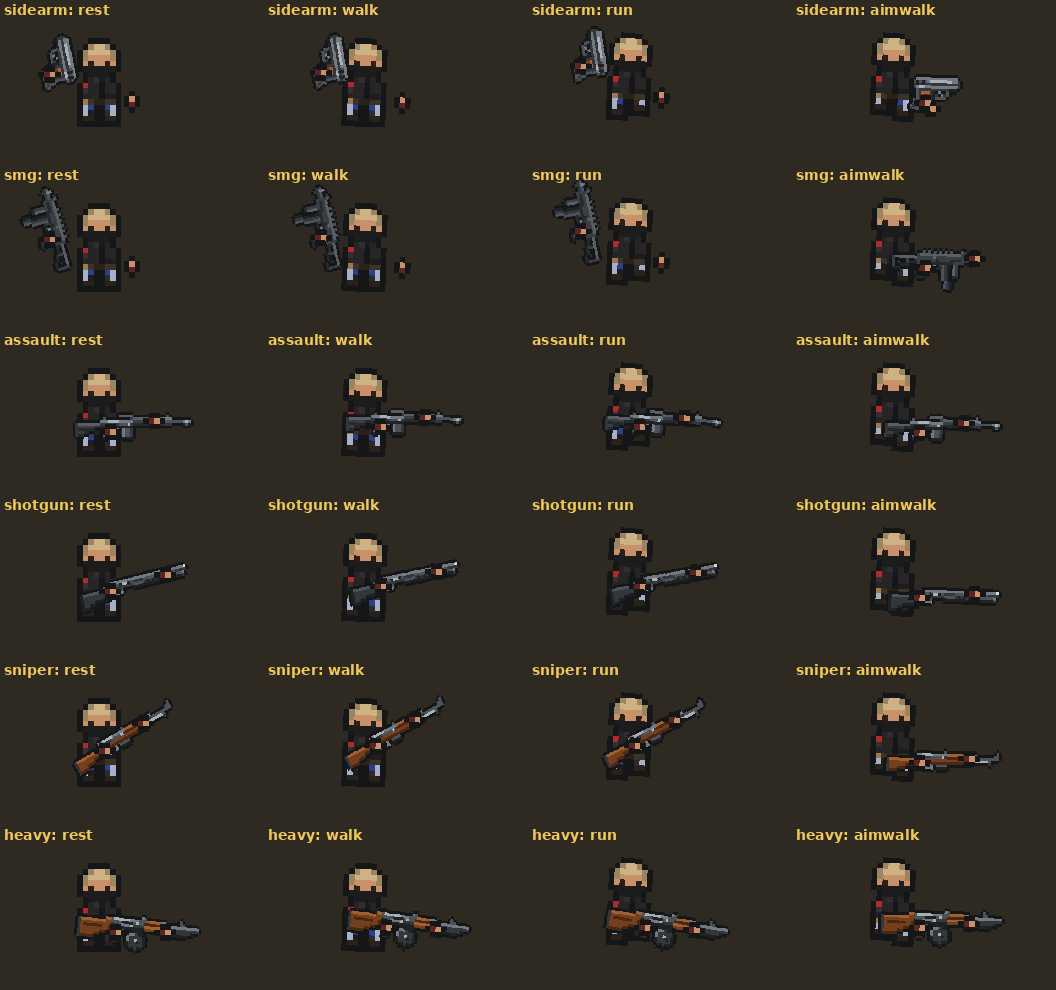 sidearm: rest sidearm: walk sidearm: run sidearm: aimwalk
smg: rest smg: walk smg: run smg: aimwalk
assault: rest assault: walk assault: run assault: aimwalk
shotgun: rest shotgun: walk shotgun: run shotgun: aimwalk
sniper: rest sniper: walk sniper: run sniper: aimwalk
heavy: rest heavy: walk heavy: run heavy: aimwalk